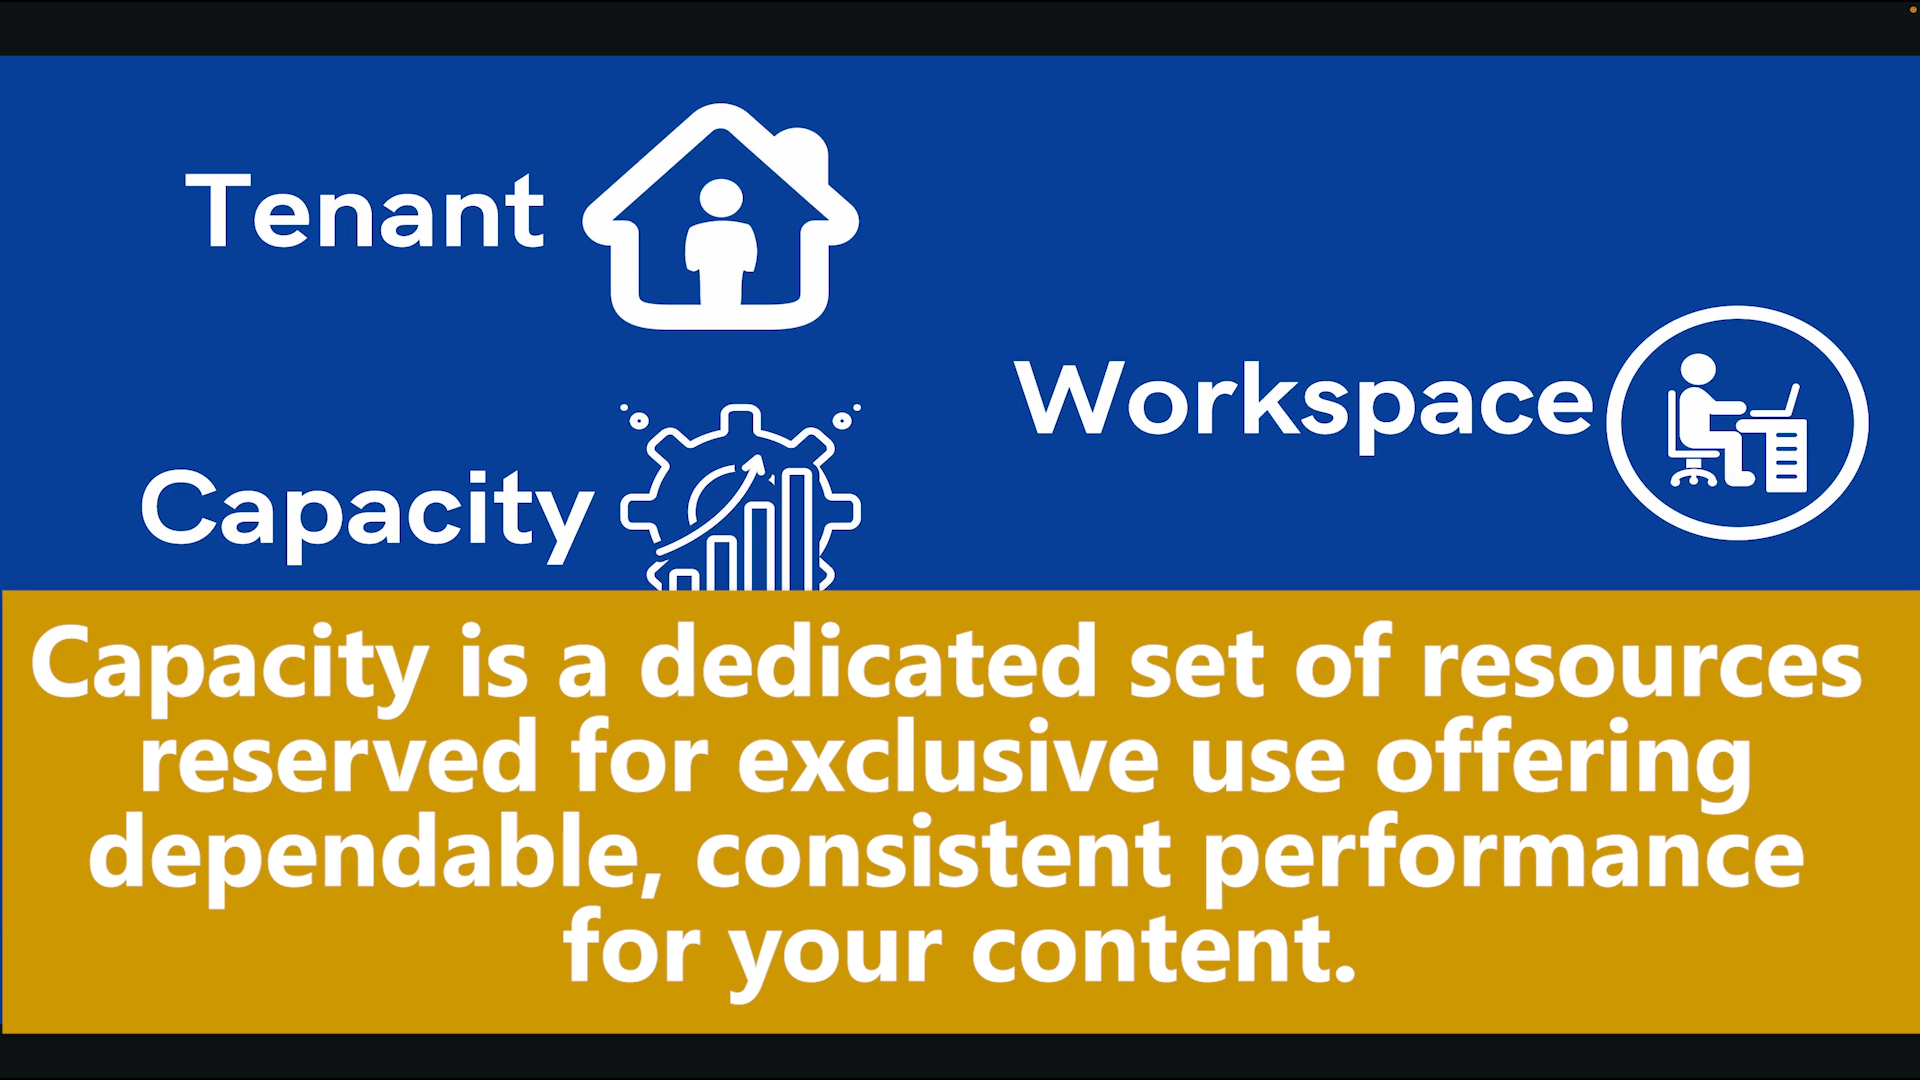 Tenant
Workspace
Capacity
Capacity is a dedicated set of resources
reserved for exclusive use offering
dependable, consistent performance
for your content.